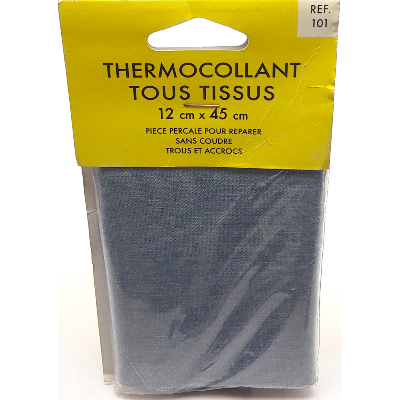 REF.
101
THERMOCOLLANT
TOUS TISSUS
12 cm x 45 cm
PIECE PERCALE POUR REPARER
SANS COUDRE
TROUS ET ACCROCS